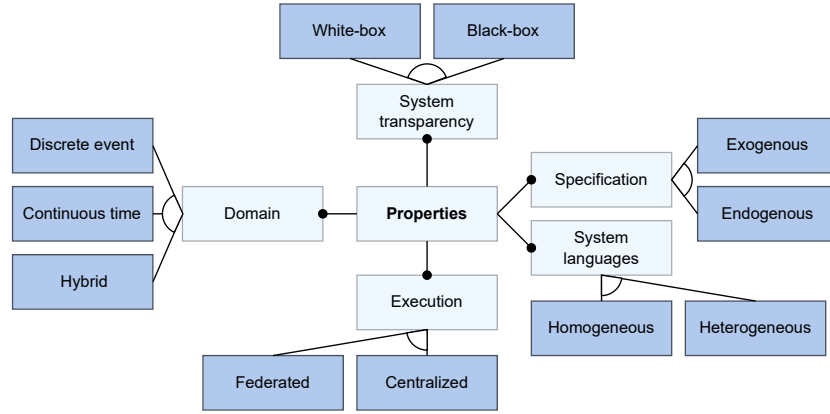 White-box
Black-box
System
transparency
Discrete event
Continuous time
Hybrid
Domain
Properties
Specification
Exogenous
Endogenous
System
languages
Homogeneous
Heterogeneous
Execution
Federated
Centralized